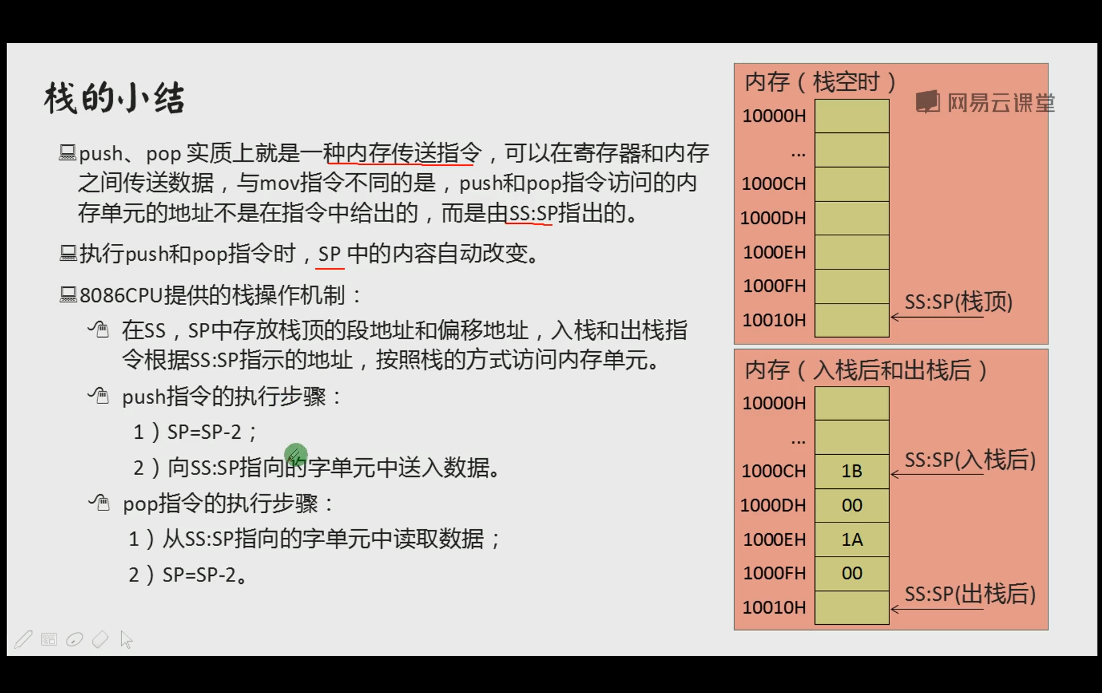 栈的小结
push、pop 实质上就是一种内存传送指令，可以在寄存器和内存
之间传送数据，与mov指令不同的是，push和pop指令访问的内
存单元的地址不是在指令中给出的，而是由SS:SP指出的。
执行push和pop指令时，SP 中的内容自动改变。
8086CPU提供的栈操作机制：
在SS，SP中存放栈顶的段地址和偏移地址，入栈和出栈指
令根据SS:SP指示的地址，按照栈的方式访问内存单元。
push指令的执行步骤：
1）SP=SP-2；
2）向SS:SP指向的字单元中送入数据。
pop指令的执行步骤：
1）从SS:SP指向的字单元中读取数据；
2）SP=SP-2。
内存（栈空时）
网易云课堂
10000H
...
1000CH
1000DH
1000EH
1000FH
10010H SS:SP(栈顶)
内存（入栈后和出栈后）
10000H
...
1000CH 1B SS:SP(入栈后)
1000DH 00
1000EH 1A
1000FH 00
10010H SS:SP(出栈后)